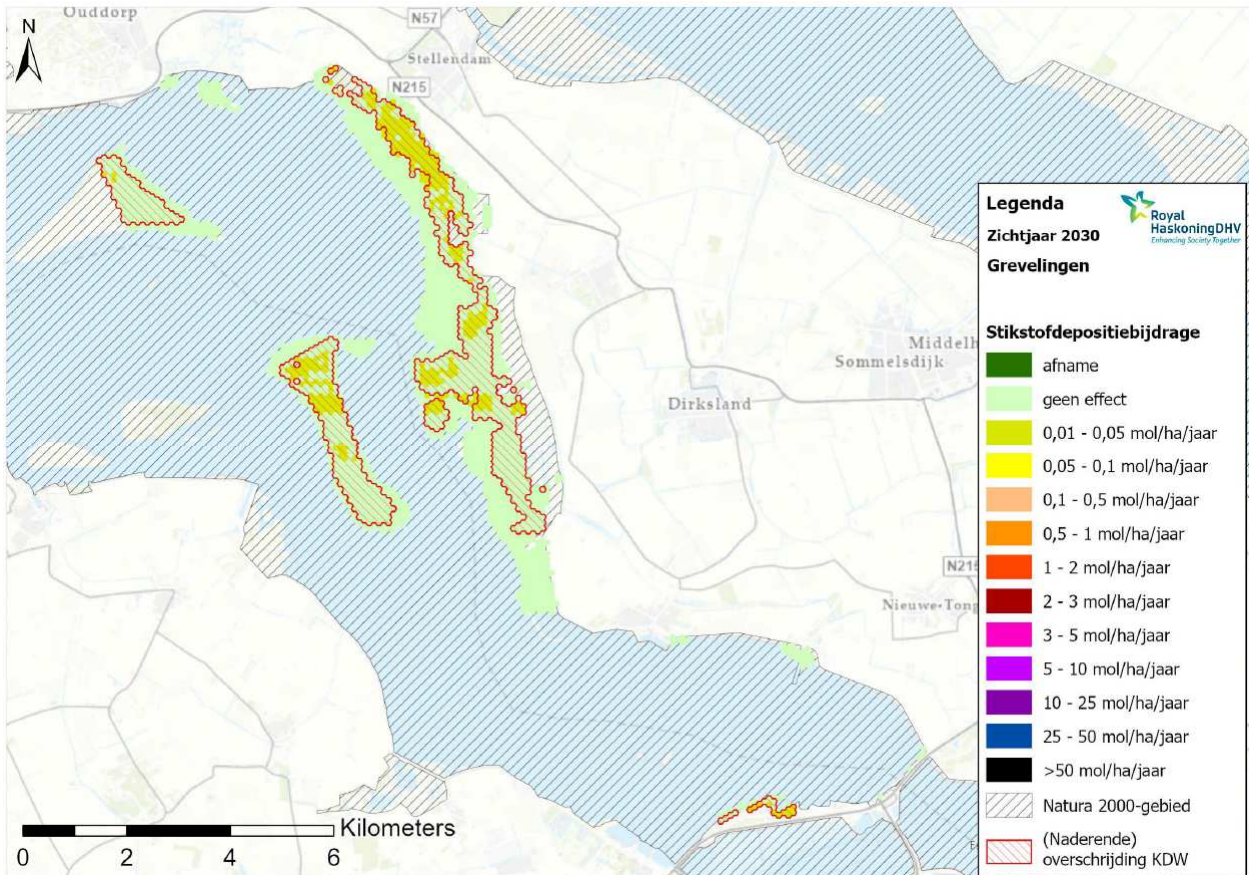 Ouddorp
N57
N
Stellendam
N215
Middelh
Sommelsdijk
Dirksland
N215
Nieuwe-Tong
Kilometers
0 2 4 6
Legenda
Royal
HaskoningDHV
Enhancing Society Together
Zichtjaar 2030
Grevelingen
Stikstofdepositiebijdrage
afname
geen effect
0,01 - 0,05 mol/ha/jaar
0,05 - 0,1 mol/ha/jaar
0,1 - 0,5 mol/ha/jaar
0,5 - 1 mol/ha/jaar
1 - 2 mol/ha/jaar
2 - 3 mol/ha/jaar
3 - 5 mol/ha/jaar
5 - 10 mol/ha/jaar
10 - 25 mol/ha/jaar
25 - 50 mol/ha/jaar
>50 mol/ha/jaar
Natura 2000-gebied
(Naderende)
overschrijding KDW